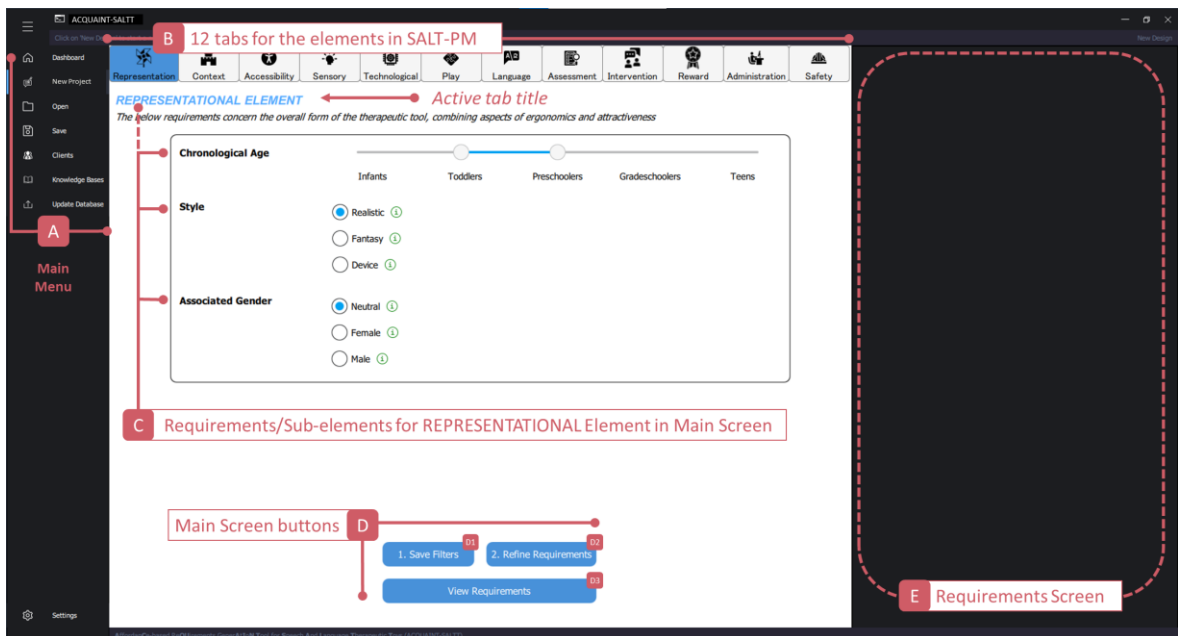 ACQUAINT-SALTT
Click on 'New De
New Design
B 12 tabs for the elements in SALT-PM
Dashboard
New Project
Open
Save
Clients
Knowledge Bases
Update Database
A
Main
Menu
Settings
Representation Context Accessibility Sensory Technological Play Language Assessment Intervention Reward Administration Safety
REPRESENTATIONAL ELEMENT
Active tab title
The below requirements concern the overall form of the therapeutic tool, combining aspects of ergonomics and attractiveness
Chronological Age
Infants Toddlers Preschoolers Gradeschoolers Teens
Style
Realistic
Fantasy
Device
Associated Gender
Neutral
Female
Male
C Requirements/Sub-elements for REPRESENTATIONAL Element in Main Screen
Main Screen buttons D
D1
1. Save Filters
D2
2. Refine Requirements
D3
View Requirements
E Requirements Screen